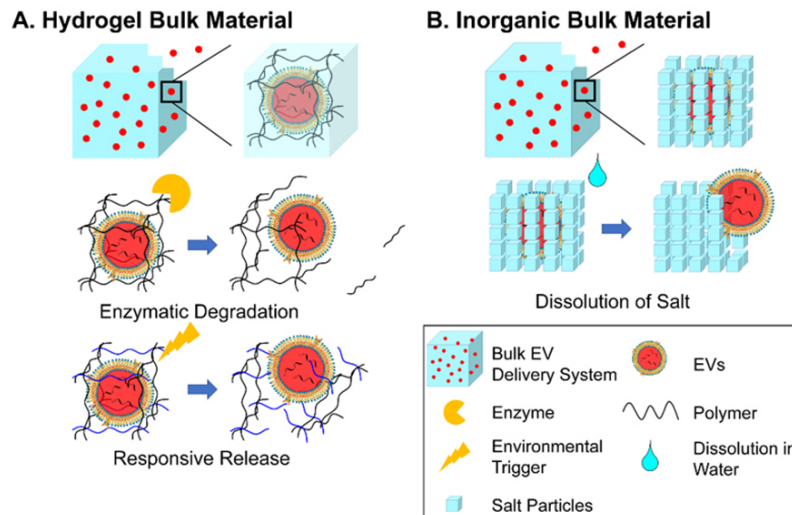 A. Hydrogel Bulk Material
Enzymatic Degradation
Responsive Release
B. Inorganic Bulk Material
Dissolution of Salt
Bulk EV
Delivery System
EVs
Enzyme
Polymer
Environmental
Trigger
Dissolution in
Water
Salt Particles